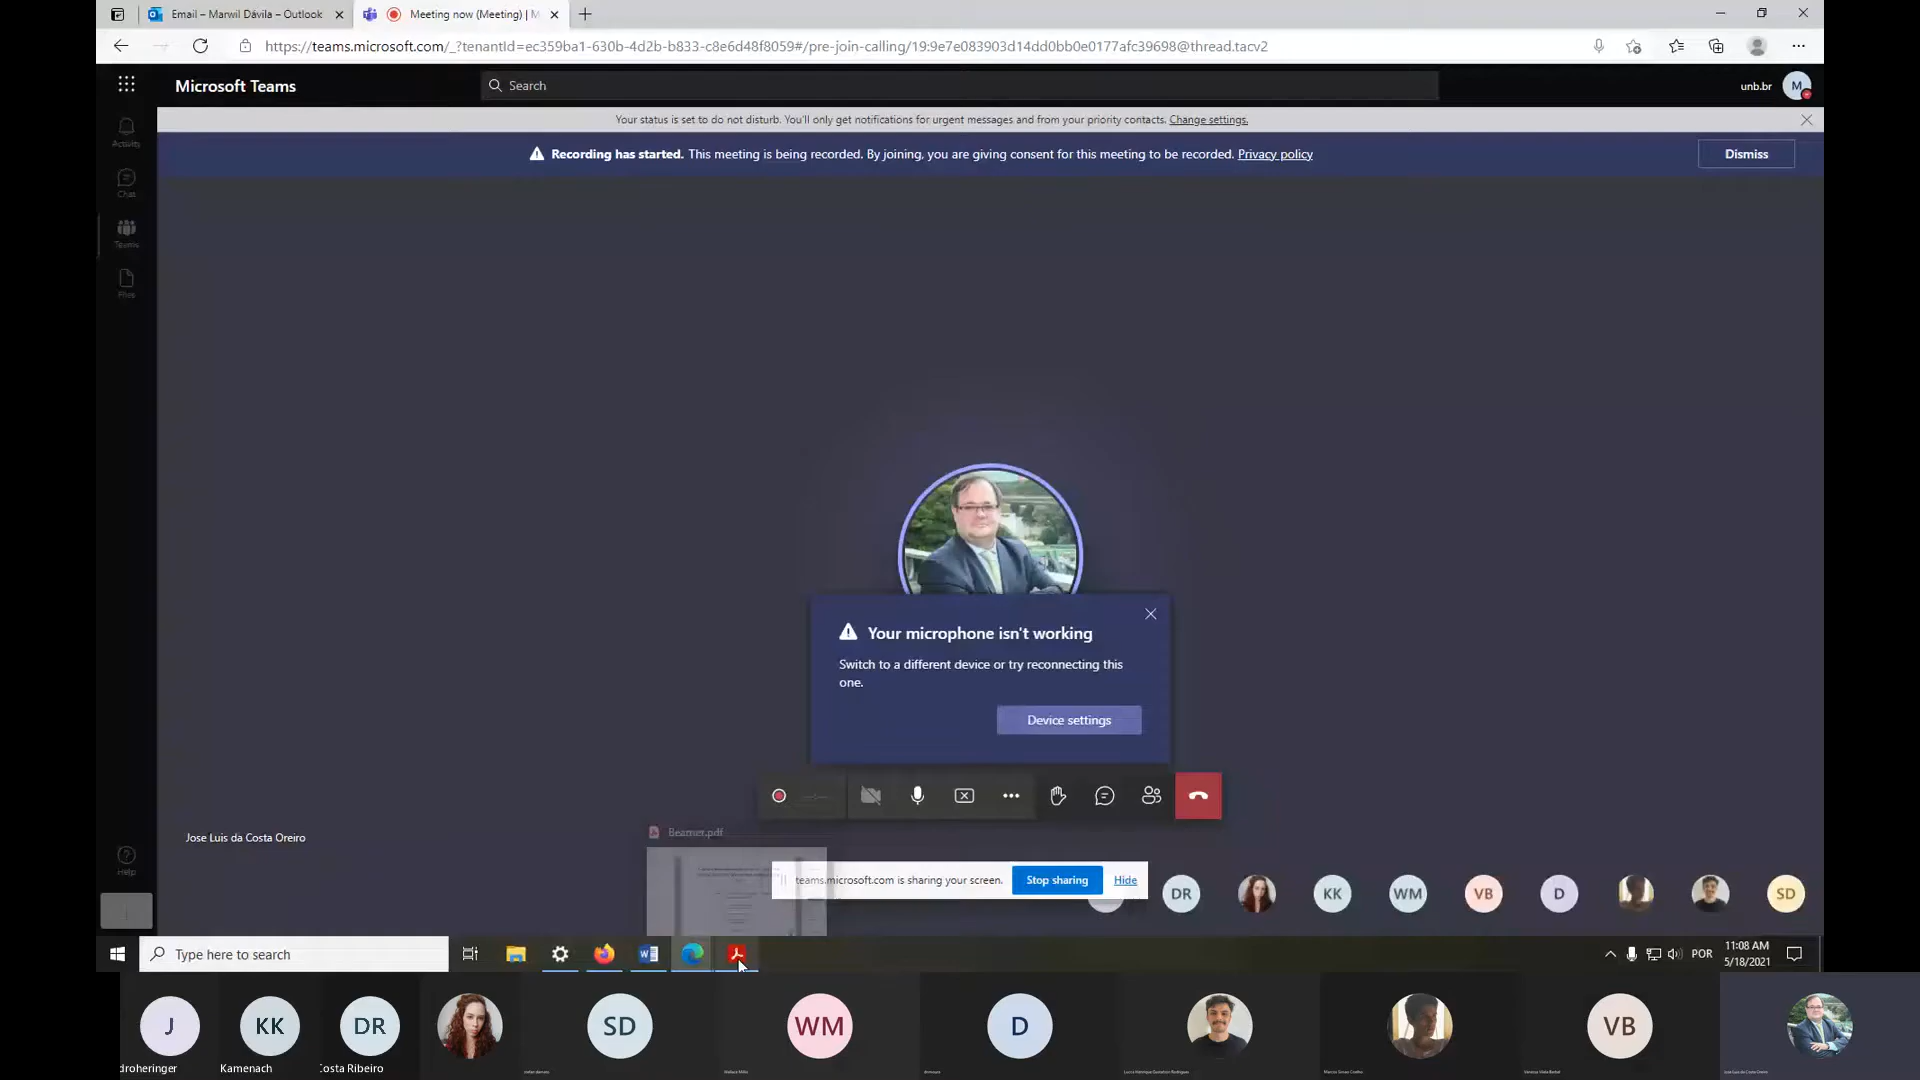 Email – Marwil Dávila – Outlook
Meeting now (Meeting) | M
https://teams.microsoft.com/_?tenantId=ec359ba1-630b-4d2b-b833-c8e6d48f8059#/pre-join-calling/19:9e7e083903d14dd0bb0e0177afc39698@thread.tacv2
Microsoft Teams
Search
unb.br
M
Your status is set to do not disturb. You'll only get notifications for urgent messages and from your priority contacts. Change settings.
Recording has started. This meeting is being recorded. By joining, you are giving consent for this meeting to be recorded. Privacy policy
Dismiss
Activity
Chat
Teams
Files
Your microphone isn't working
Switch to a different device or try reconnecting this
one.
Device settings
Jose Luis da Costa Oreiro
Beamer.pdf
Help
teams.microsoft.com is sharing your screen.
Stop sharing
Hide
DR
KK
WM
VB
D
SD
Type here to search
POR
11:08 AM
5/18/2021
J
KK
DR
SD
WM
D
VB
droheringer
Kamenach
Costa Ribeiro